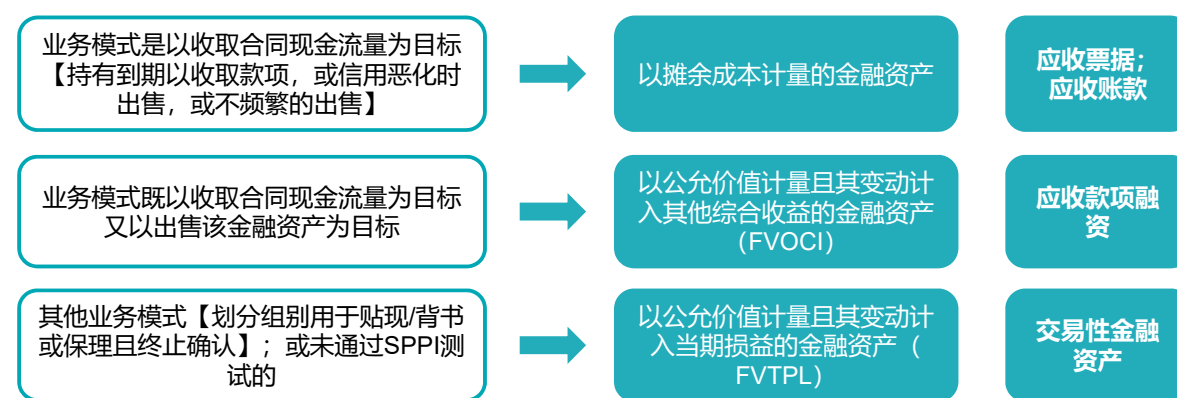 业务模式是以收取合同现金流量为目标
【持有到期以收取款项，或信用恶化时
出售，或不频繁的出售】
以摊余成本计量的金融资产
应收票据；
应收账款
业务模式既以收取合同现金流量为目标
又以出售该金融资产为目标
以公允价值计量且其变动计
入其他综合收益的金融资产
（FVOCI）
应收款项融
资
其他业务模式【划分组别用于贴现/背书
或保理且终止确认】；或未通过SPPI测
试的
以公允价值计量且其变动计
入当期损益的金融资产（
FVTPL）
交易性金融
资产